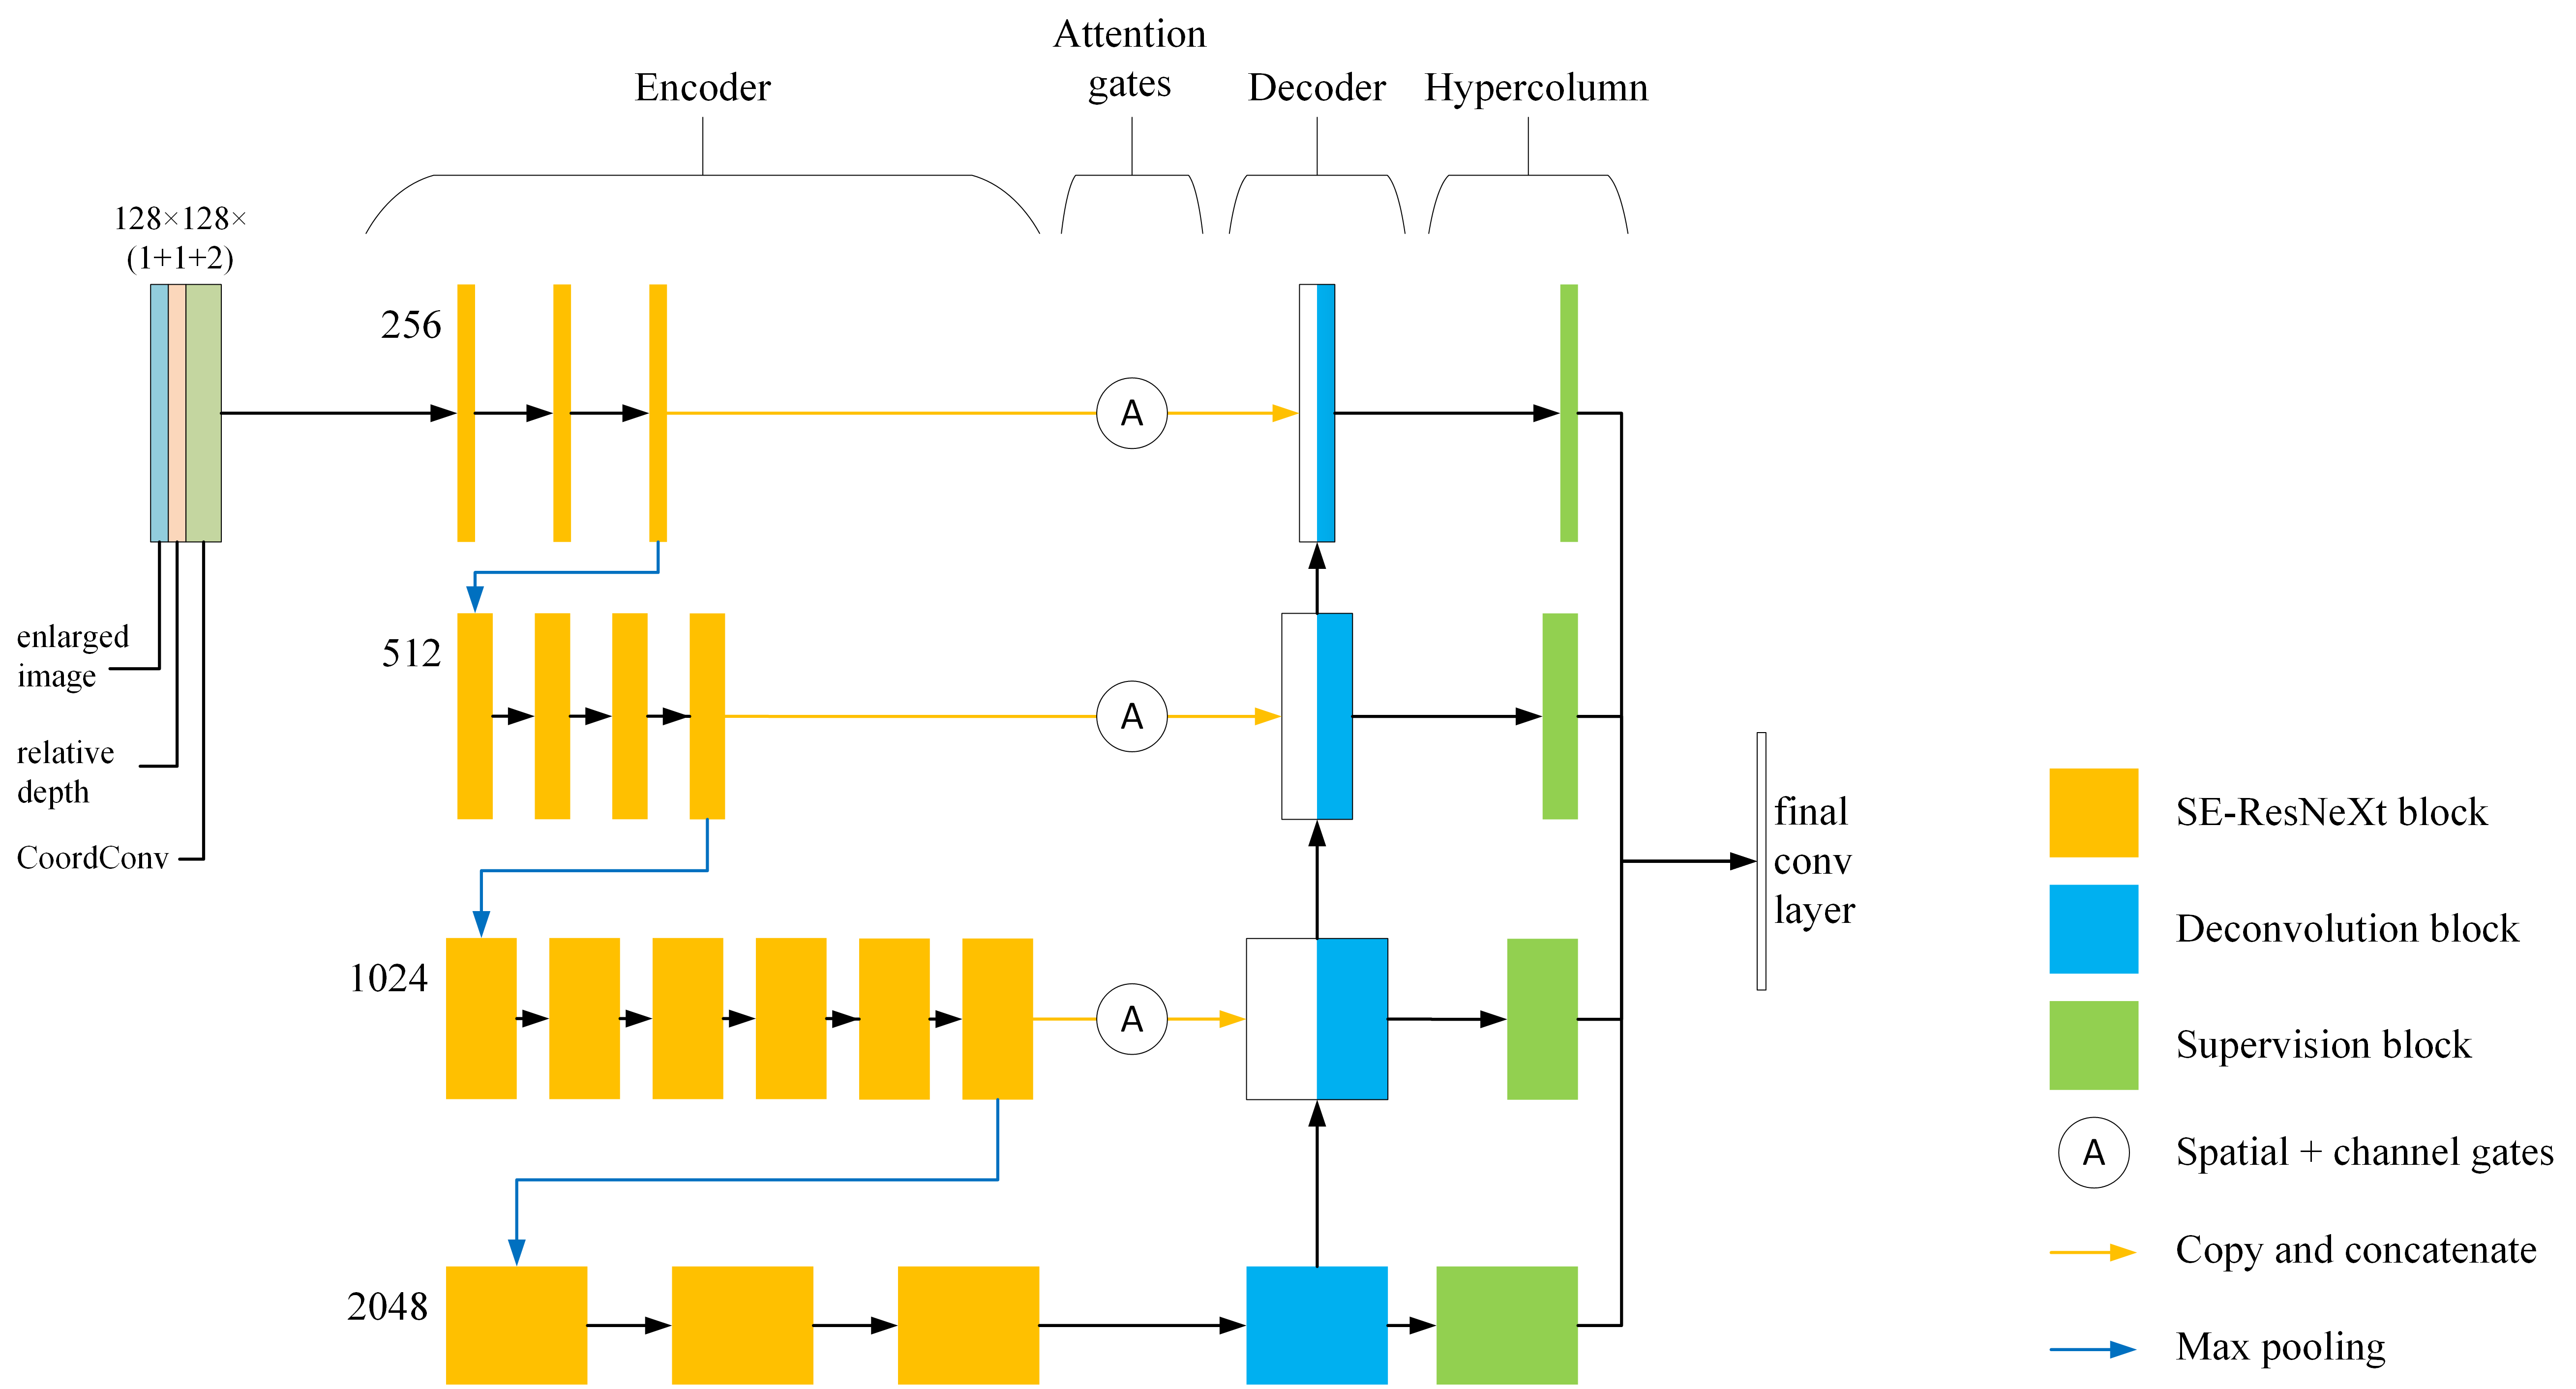 Attention
gates
Encoder
Decoder
Hypercolumn
128×128×
(1+1+2)
256
A
enlarged
image
512
A
relative
depth
CoordConv
1024
A
2048
final
conv
layer
SE-ResNeXt block
Deconvolution block
Supervision block
A
Spatial + channel gates
Copy and concatenate
Max pooling